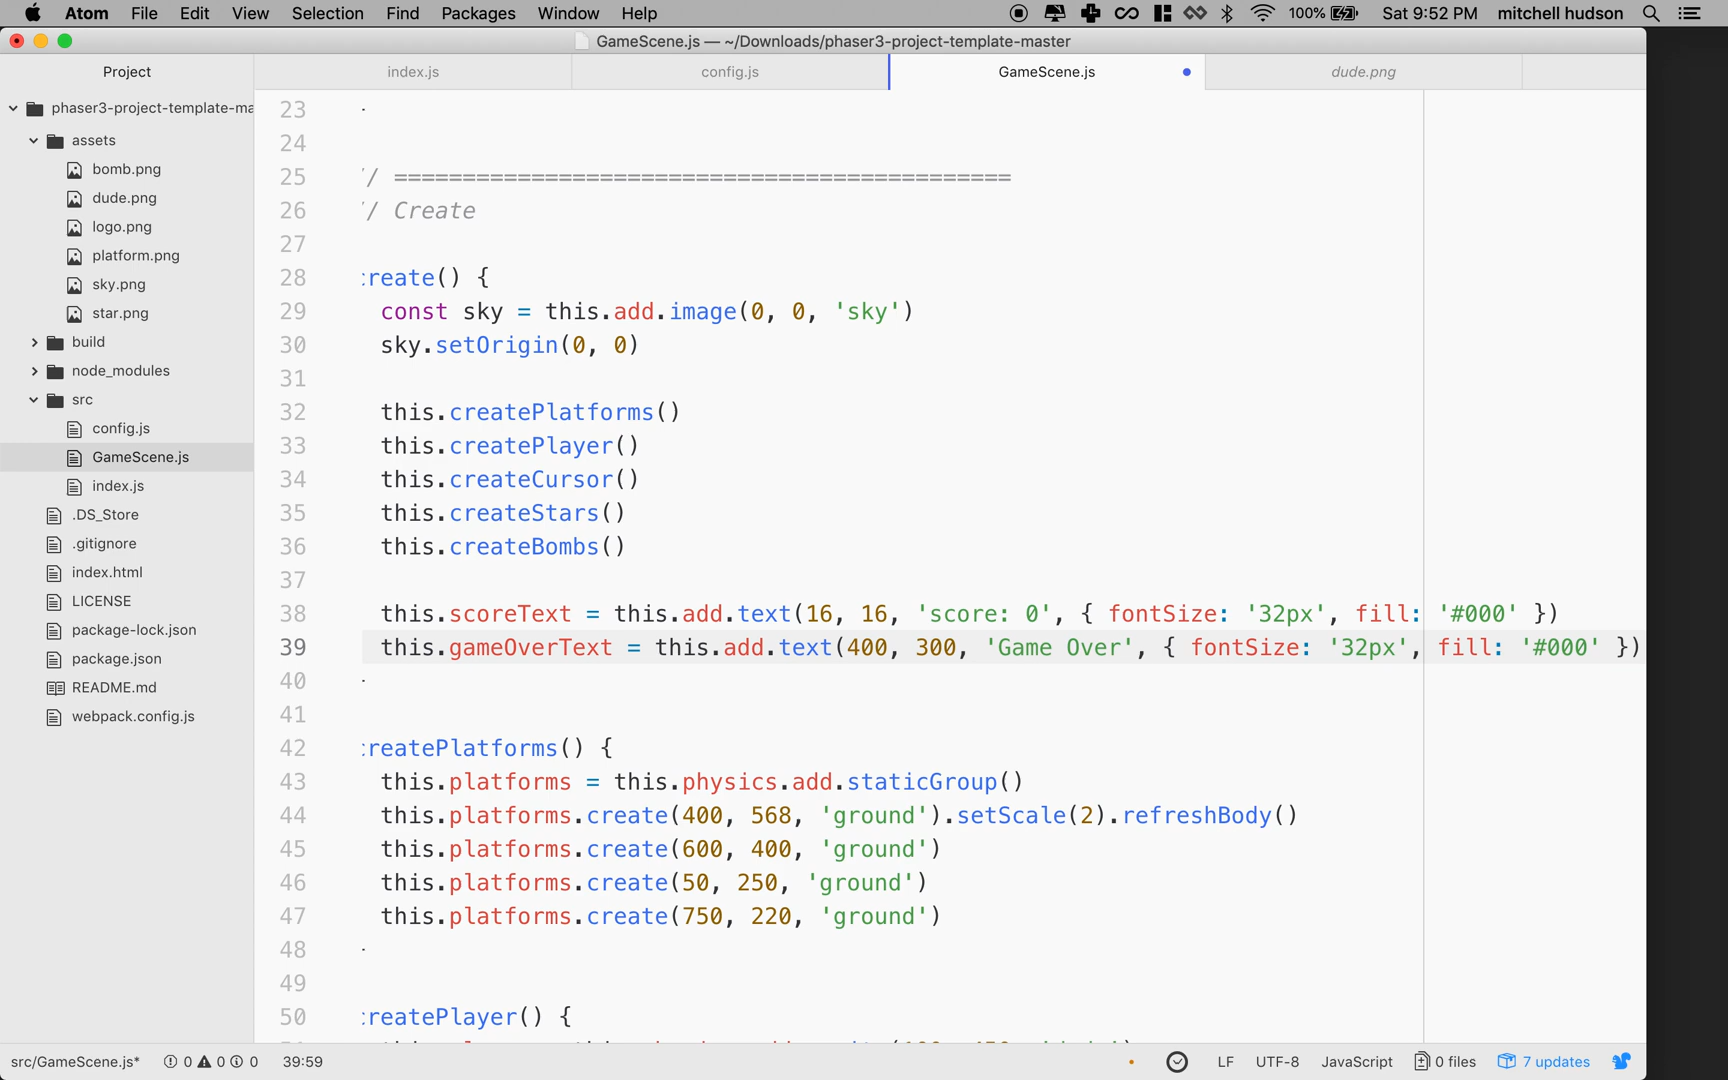 Atom File Edit View Selection Find Packages Window Help 100% Sat 9:52 PM mitchell hudson
GameScene.js — ~/Downloads/phaser3-project-template-master
Project index.js config.js GameScene.js dude.png
phaser3-project-template-ma
assets
bomb.png
dude.png
logo.png
platform.png
sky.png
star.png
build
node_modules
src
config.js
GameScene.js
index.js
.DS_Store
.gitignore
index.html
LICENSE
package-lock.json
package.json
README.md
webpack.config.js
23
24
25 // =============================================
26 // Create
27
28 create() {
29 const sky = this.add.image(0, 0, 'sky')
30 sky.setOrigin(0, 0)
31
32 this.createPlatforms()
33 this.createPlayer()
34 this.createCursor()
35 this.createStars()
36 this.createBombs()
37
38 this.scoreText = this.add.text(16, 16, 'score: 0', { fontSize: '32px', fill: '#000' })
39 this.gameOverText = this.add.text(400, 300, 'Game Over', { fontSize: '32px', fill: '#000' })
40
41
42 createPlatforms() {
43 this.platforms = this.physics.add.staticGroup()
44 this.platforms.create(400, 568, 'ground').setScale(2).refreshBody()
45 this.platforms.create(600, 400, 'ground')
46 this.platforms.create(50, 250, 'ground')
47 this.platforms.create(750, 220, 'ground')
48
49
50 createPlayer() {
src/GameScene.js* 0 0 0 39:59 LF UTF-8 JavaScript 0 files 7 updates